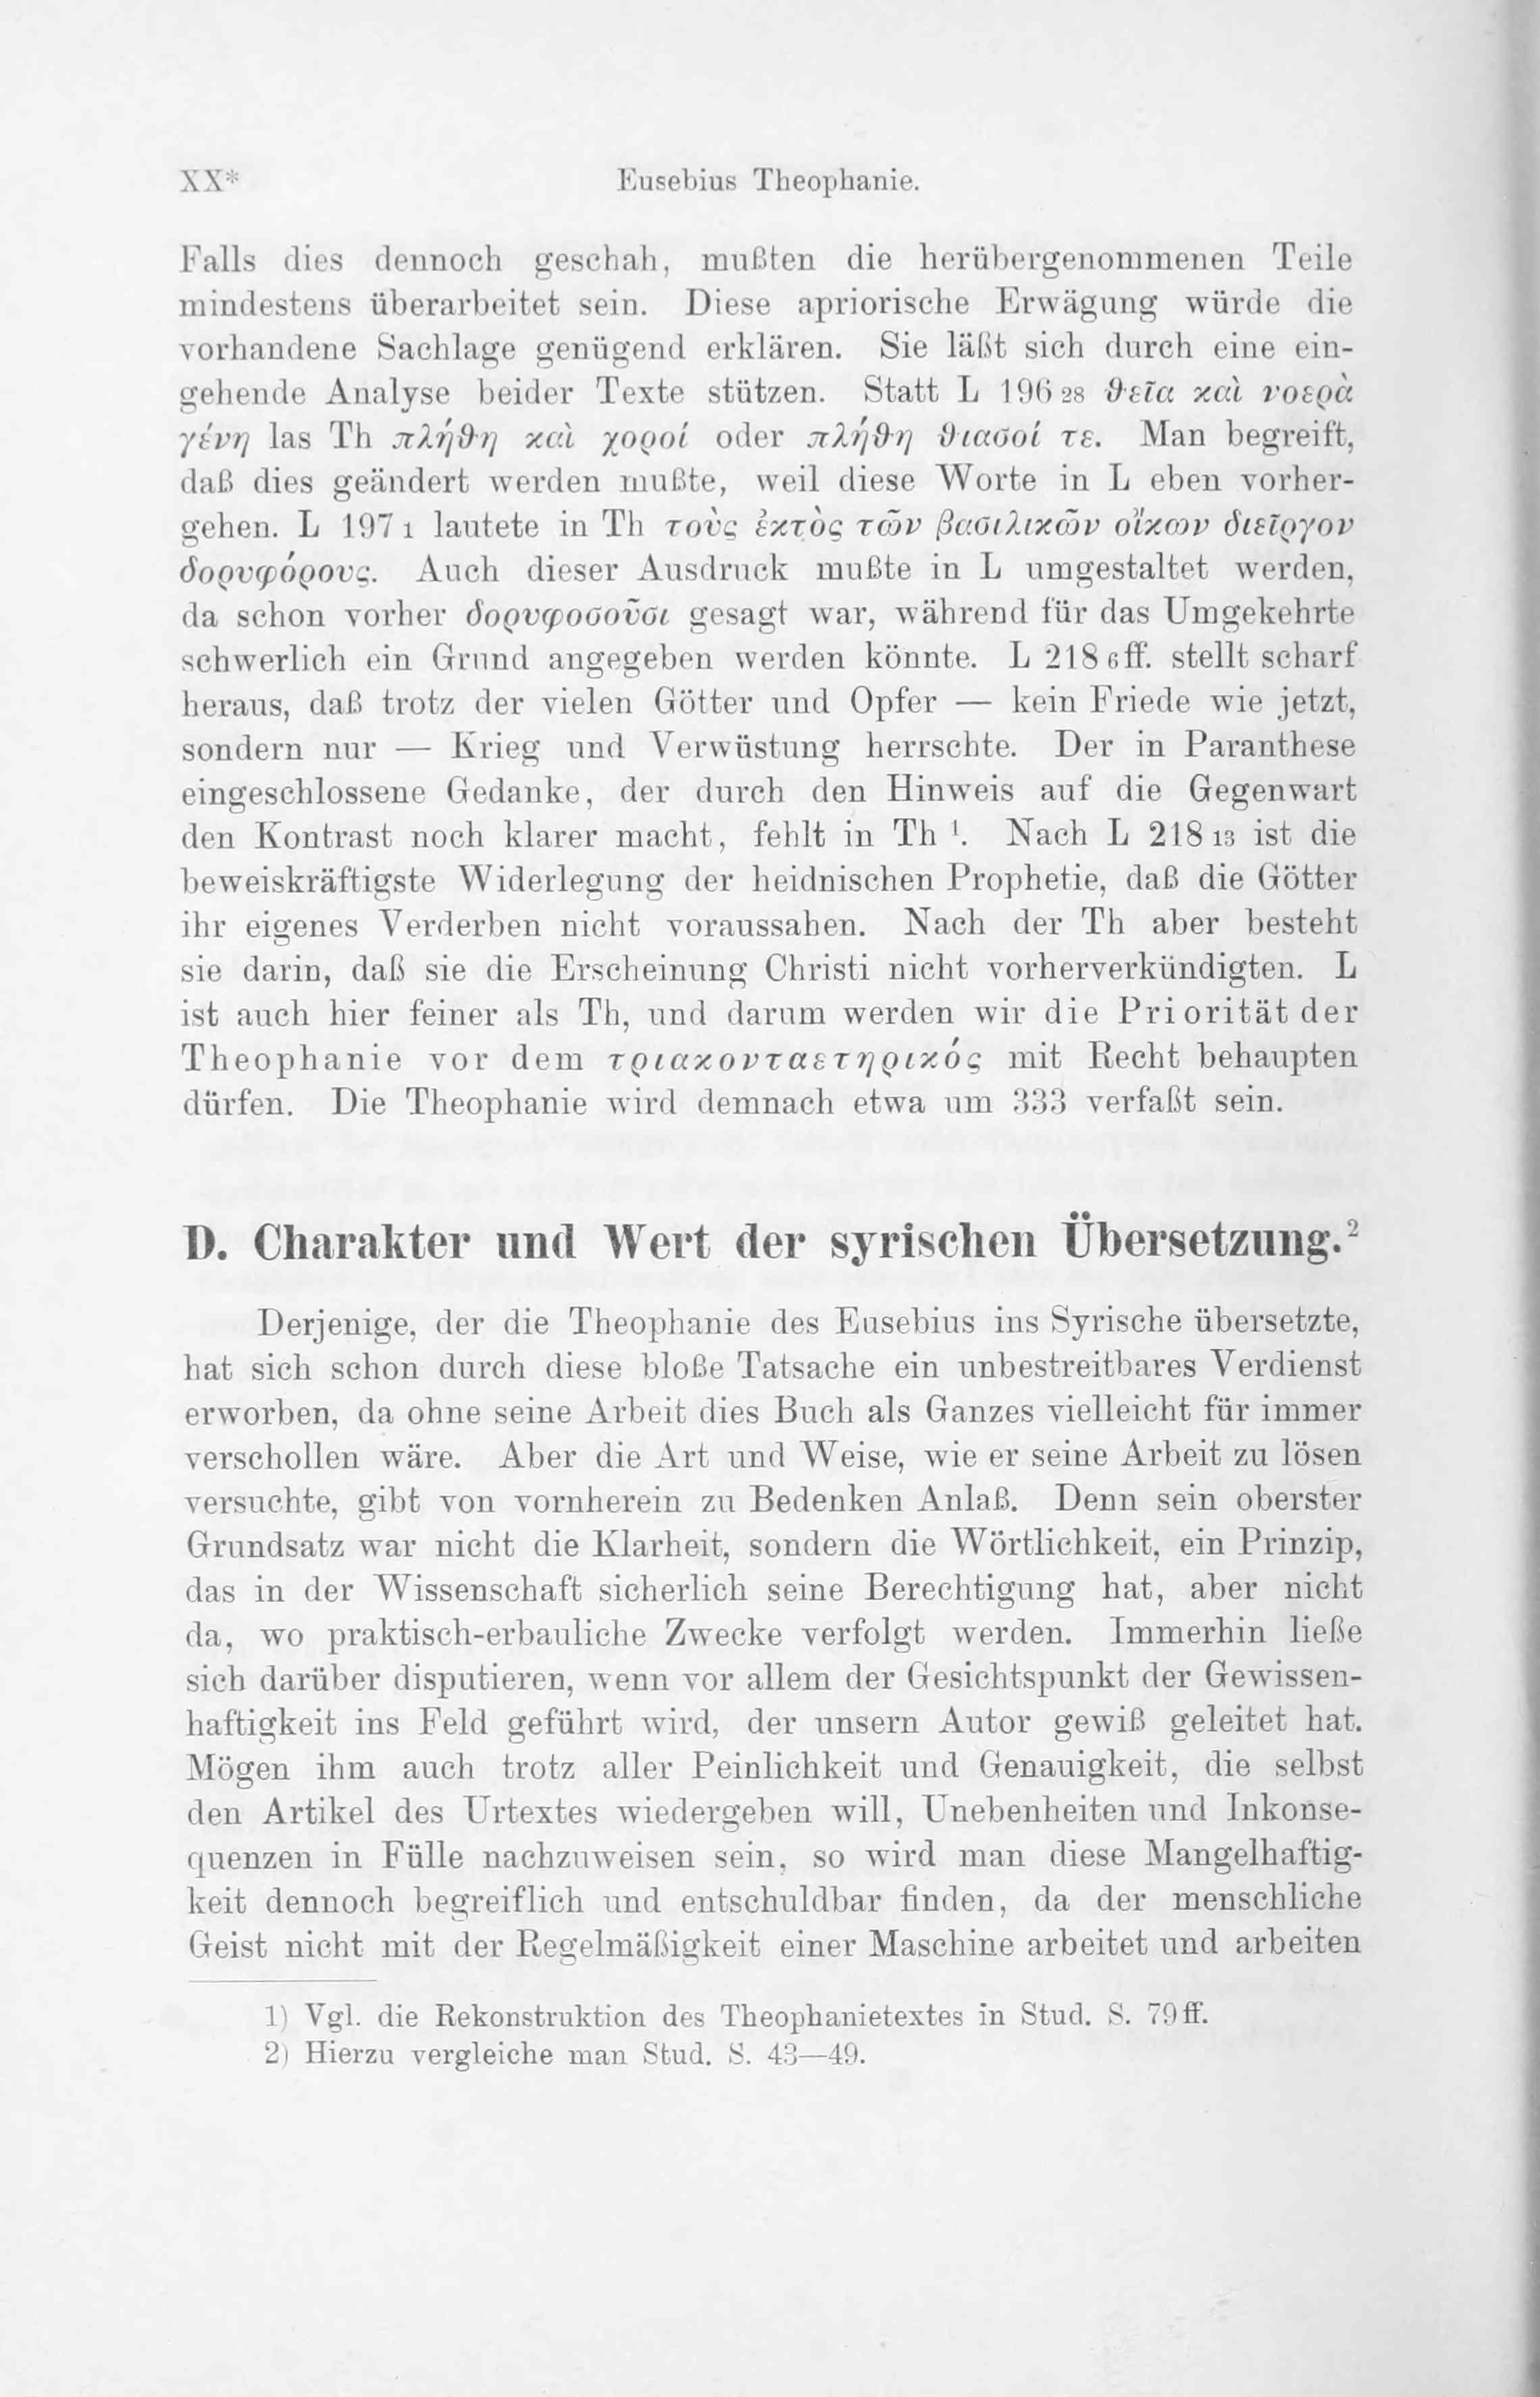 XX* Eusebius Theophanie.
Falls dies dennoch geschah, mußten die herübergenommenen Teile
mindestens überarbeitet sein. Diese apriorische Erwägung würde die
vorhandene Sachlage genügend erklären. Sie läßt sich durch eine ein-
gehende Analyse beider Texte stützen. Statt L 196 28 ϑεῖα καὶ νοερὰ
γένη las Th πλήϑη καὶ χοροί oder πλήϑη ϑιασοί τε. Man begreift,
daß dies geändert werden mußte, weil diese Worte in L eben vorher-
gehen. L 197 1 lautete in Th τοὺς ἐκτὸς τῶν βασιλικῶν οἴκων διεῖργον
δορυφόρους. Auch dieser Ausdruck mußte in L umgestaltet werden,
da schon vorher δορυφοσοῦσι gesagt war, während für das Umgekehrte
schwerlich ein Grund angegeben werden könnte. L 218 6 ff. stellt scharf
heraus, daß trotz der vielen Götter und Opfer — kein Friede wie jetzt,
sondern nur — Krieg und Verwüstung herrschte. Der in Paranthese
eingeschlossene Gedanke, der durch den Hinweis auf die Gegenwart
den Kontrast noch klarer macht, fehlt in Th ¹. Nach L 218 13 ist die
beweiskräftigste Widerlegung der heidnischen Prophetie, daß die Götter
ihr eigenes Verderben nicht voraussahen. Nach der Th aber besteht
sie darin, daß sie die Erscheinung Christi nicht vorherverkündigten. L
ist auch hier feiner als Th, und darum werden wir die Priorität der
Theophanie vor dem τριακονταετηρικός mit Recht behaupten
dürfen. Die Theophanie wird demnach etwa um 333 verfaßt sein.
D. Charakter und Wert der syrischen Übersetzung.²
Derjenige, der die Theophanie des Eusebius ins Syrische übersetzte,
hat sich schon durch diese bloße Tatsache ein unbestreitbares Verdienst
erworben, da ohne seine Arbeit dies Buch als Ganzes vielleicht für immer
verschollen wäre. Aber die Art und Weise, wie er seine Arbeit zu lösen
versuchte, gibt von vornherein zu Bedenken Anlaß. Denn sein oberster
Grundsatz war nicht die Klarheit, sondern die Wörtlichkeit, ein Prinzip,
das in der Wissenschaft sicherlich seine Berechtigung hat, aber nicht
da, wo praktisch-erbauliche Zwecke verfolgt werden. Immerhin ließe
sich darüber disputieren, wenn vor allem der Gesichtspunkt der Gewissen-
haftigkeit ins Feld geführt wird, der unsern Autor gewiß geleitet hat.
Mögen ihm auch trotz aller Peinlichkeit und Genauigkeit, die selbst
den Artikel des Urtextes wiedergeben will, Unebenheiten und Inkonse-
quenzen in Fülle nachzuweisen sein, so wird man diese Mangelhaftig-
keit dennoch begreiflich und entschuldbar finden, da der menschliche
Geist nicht mit der Regelmäßigkeit einer Maschine arbeitet und arbeiten
1) Vgl. die Rekonstruktion des Theophanietextes in Stud. S. 79 ff.
2) Hierzu vergleiche man Stud. S. 43—49.